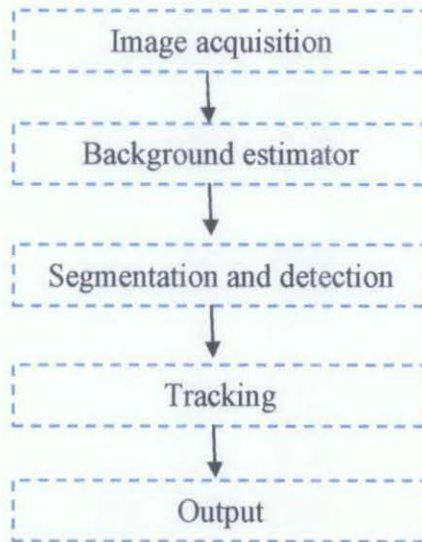 Image acquisition
Background estimator
Segmentation and detection
Tracking
Output